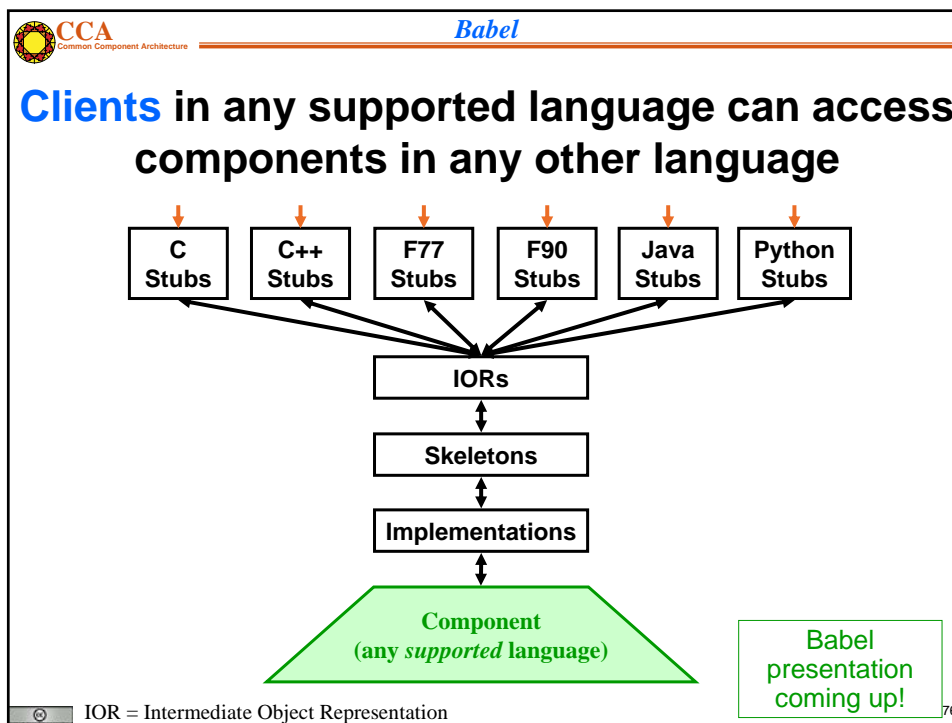 CCA
Common Component Architecture
Babel
Clients in any supported language can access
components in any other language
C
Stubs
C++
Stubs
F77
Stubs
F90
Stubs
Java
Stubs
Python
Stubs
IORs
Skeletons
Implementations
Component
(any supported language)
Babel
presentation
coming up!
IOR = Intermediate Object Representation